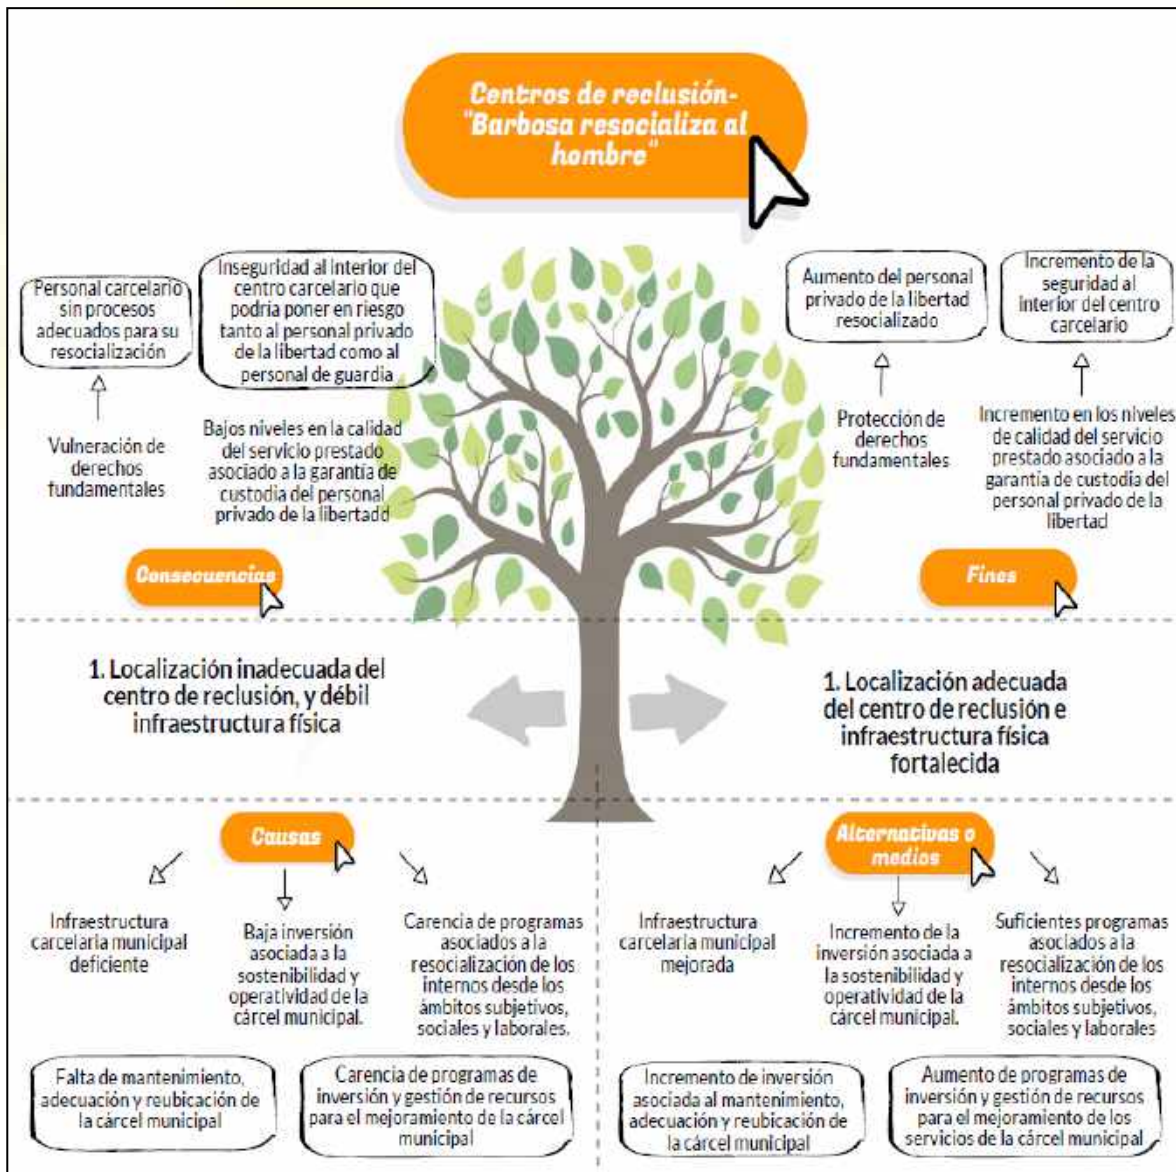 Centros de reclusión-
"Barbosa resocializa al
hombre"
Personal carcelario
sin procesos
adecuados para su
resocialización
Inseguridad al interior del
centro carcelario que
podría poner en riesgo
tanto al personal privado
de la libertad como al
personal de guardia
Vulneración de
derechos
fundamentales
Bajos niveles en la calidad
del servicio prestado
asociado a la garantía de
custodia del personal
privado de la libertadd
Consecuencias
Aumento del personal
privado de la libertad
resocializado
Incremento de la
seguridad al
interior del centro
carcelario
Protección de
derechos
fundamentales
Incremento en los niveles
de calidad del servicio
prestado asociado a la
garantía de custodia del
personal privado de la
libertad
Fines
1. Localización inadecuada del
centro de reclusión, y débil
infraestructura física
1. Localización adecuada
del centro de reclusión e
infraestructura física
fortalecida
Causas
Infraestructura
carcelaria municipal
deficiente
Baja inversión
asociada a la
sostenibilidad y
operatividad de la
cárcel municipal.
Carencia de programas
asociados a la
resocialización de los
internos desde los
ámbitos subjetivos,
sociales y laborales.
Falta de mantenimiento,
adecuación y reubicación de
la cárcel municipal
Carencia de programas de
inversión y gestión de recursos
para el mejoramiento de la cárcel
municipal
Alternativas o
medios
Infraestructura
carcelaria municipal
mejorada
Incremento de la
inversión asociada a
la sostenibilidad y
operatividad de la
cárcel municipal.
Suficientes programas
asociados a la
resocialización de los
internos desde los
ámbitos subjetivos,
sociales y laborales
Incremento de inversión
asociada al mantenimiento,
adecuación y reubicación de
la cárcel municipal
Aumento de programas de
inversión y gestión de recursos
para el mejoramiento de los
servicios de la cárcel municipal